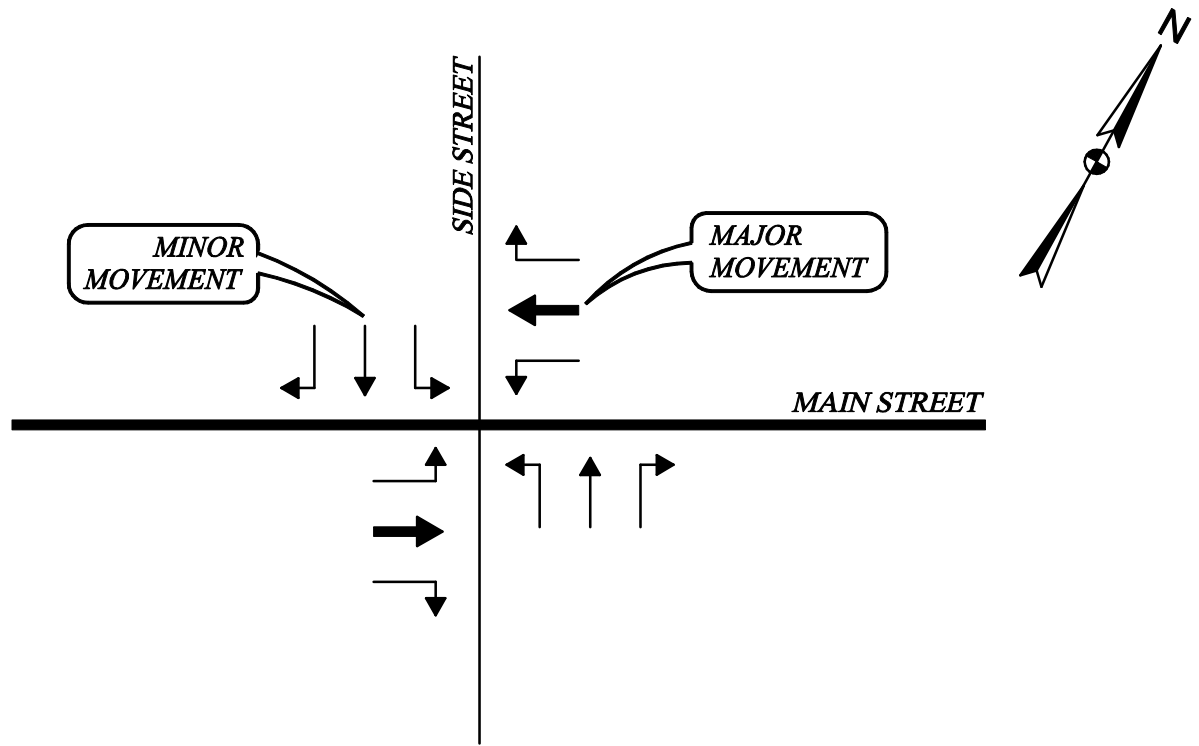 N
SIDE STREET
MINOR
MOVEMENT
MAJOR
MOVEMENT
MAIN STREET